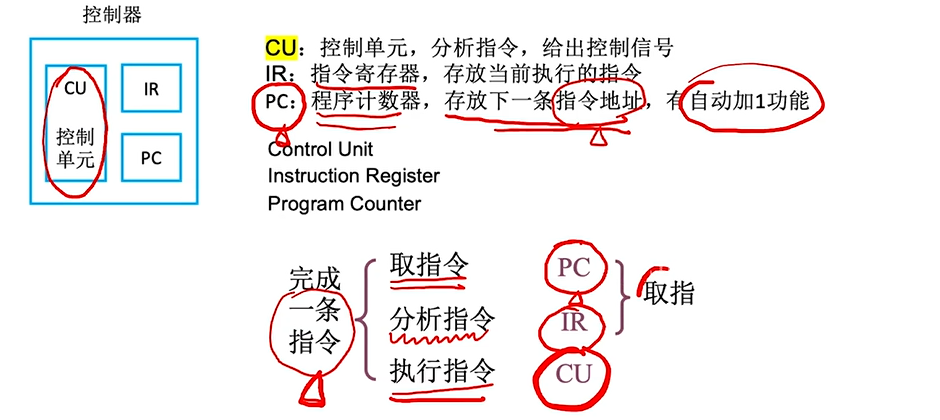 控制器
CU
控制
单元
IR
PC
CU：控制单元，分析指令，给出控制信号
IR：指令寄存器，存放当前执行的指令
PC：程序计数器，存放下一条指令地址，有自动加1功能
Control Unit
Instruction Register
Program Counter
完成
一条
指令
取指令
分析指令
执行指令
PC
IR
CU
取指